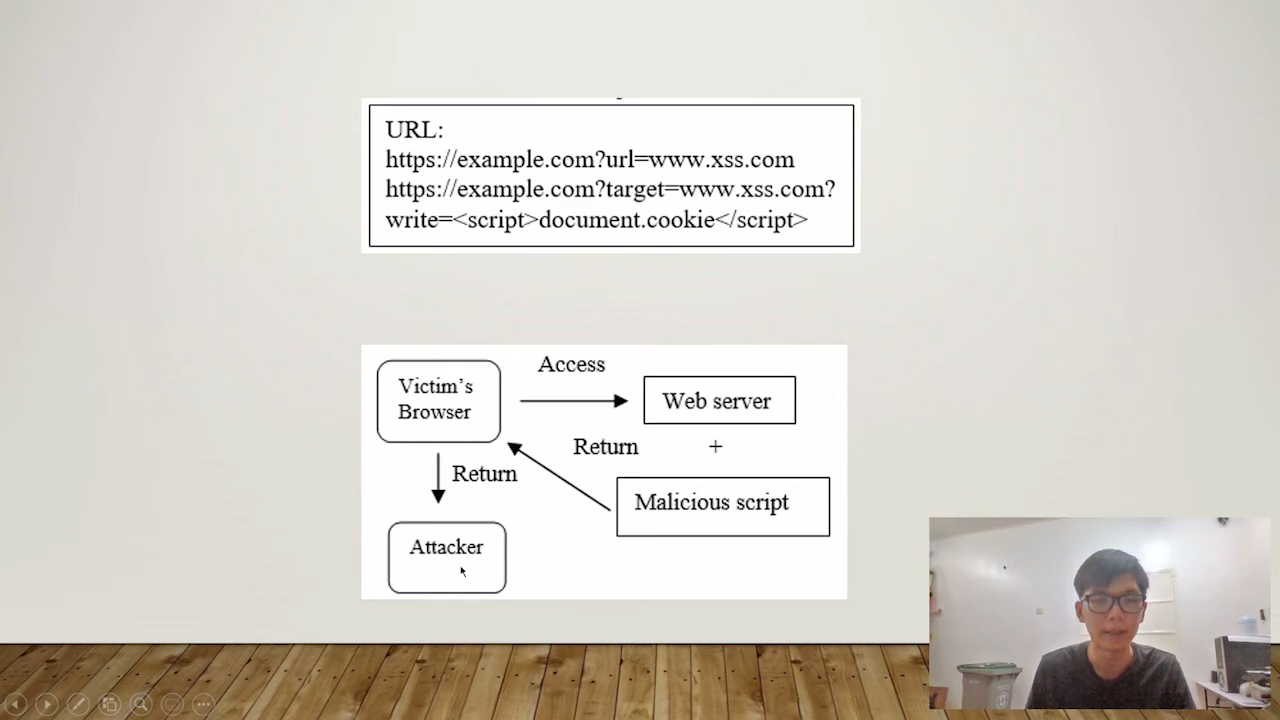 URL:
https://example.com?url=www.xss.com
https://example.com?target=www.xss.com?
write=<script>document.cookie</script>
Access
Victim's
Browser
Web server
Return
+
Return
Malicious script
Attacker